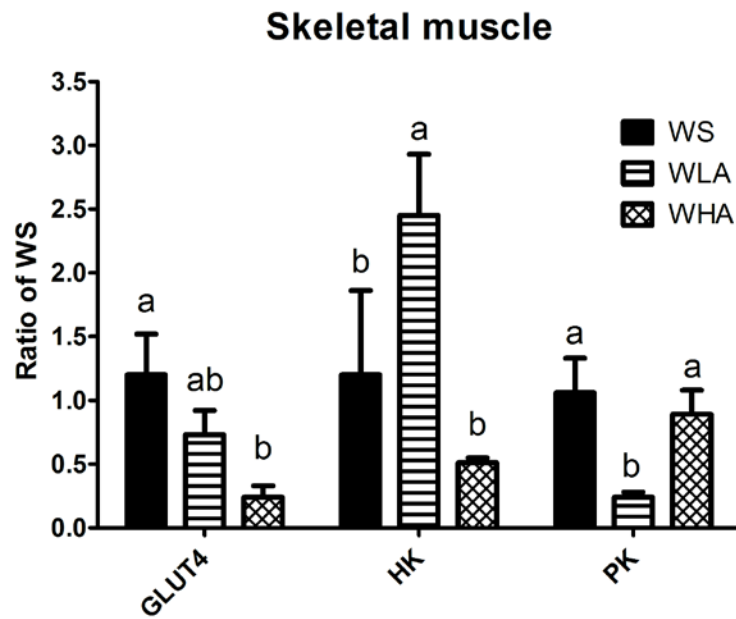 Skeletal muscle
Ratio of WS
3.5
3.0
2.5
2.0
1.5
1.0
0.5
0.0
WS
WLA
WHA
a
ab
b
b
a
b
a
b
a
GLUT4
HK
PK